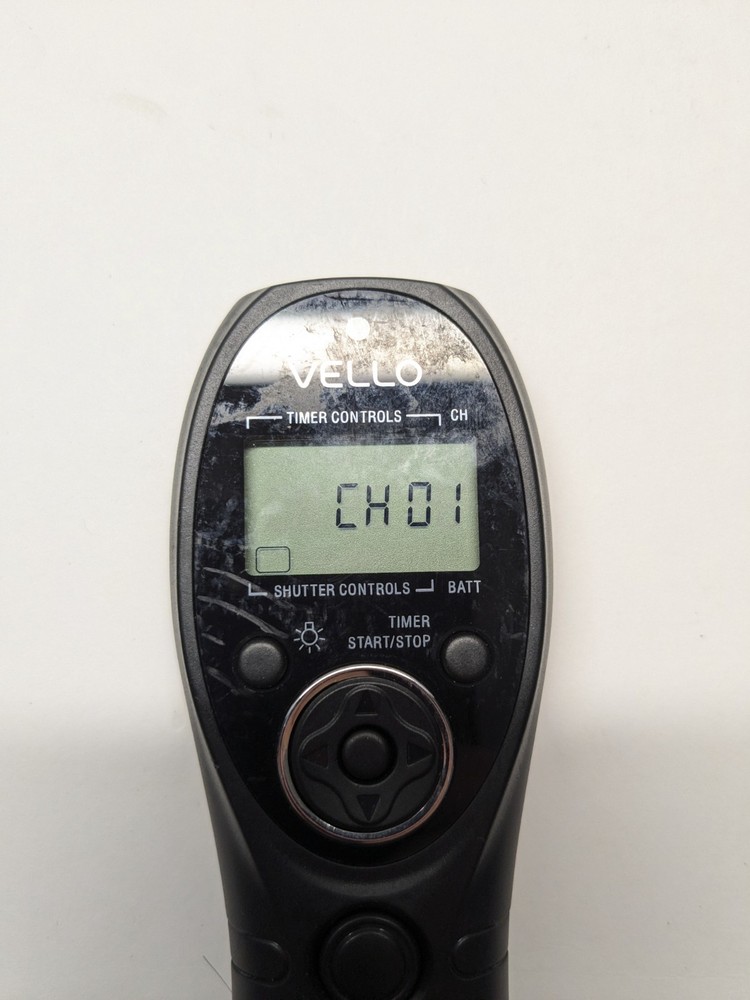 VELLO
TIMER CONTROLS CH
CH01
SHUTTER CONTROLS BATT
TIMER
START/STOP